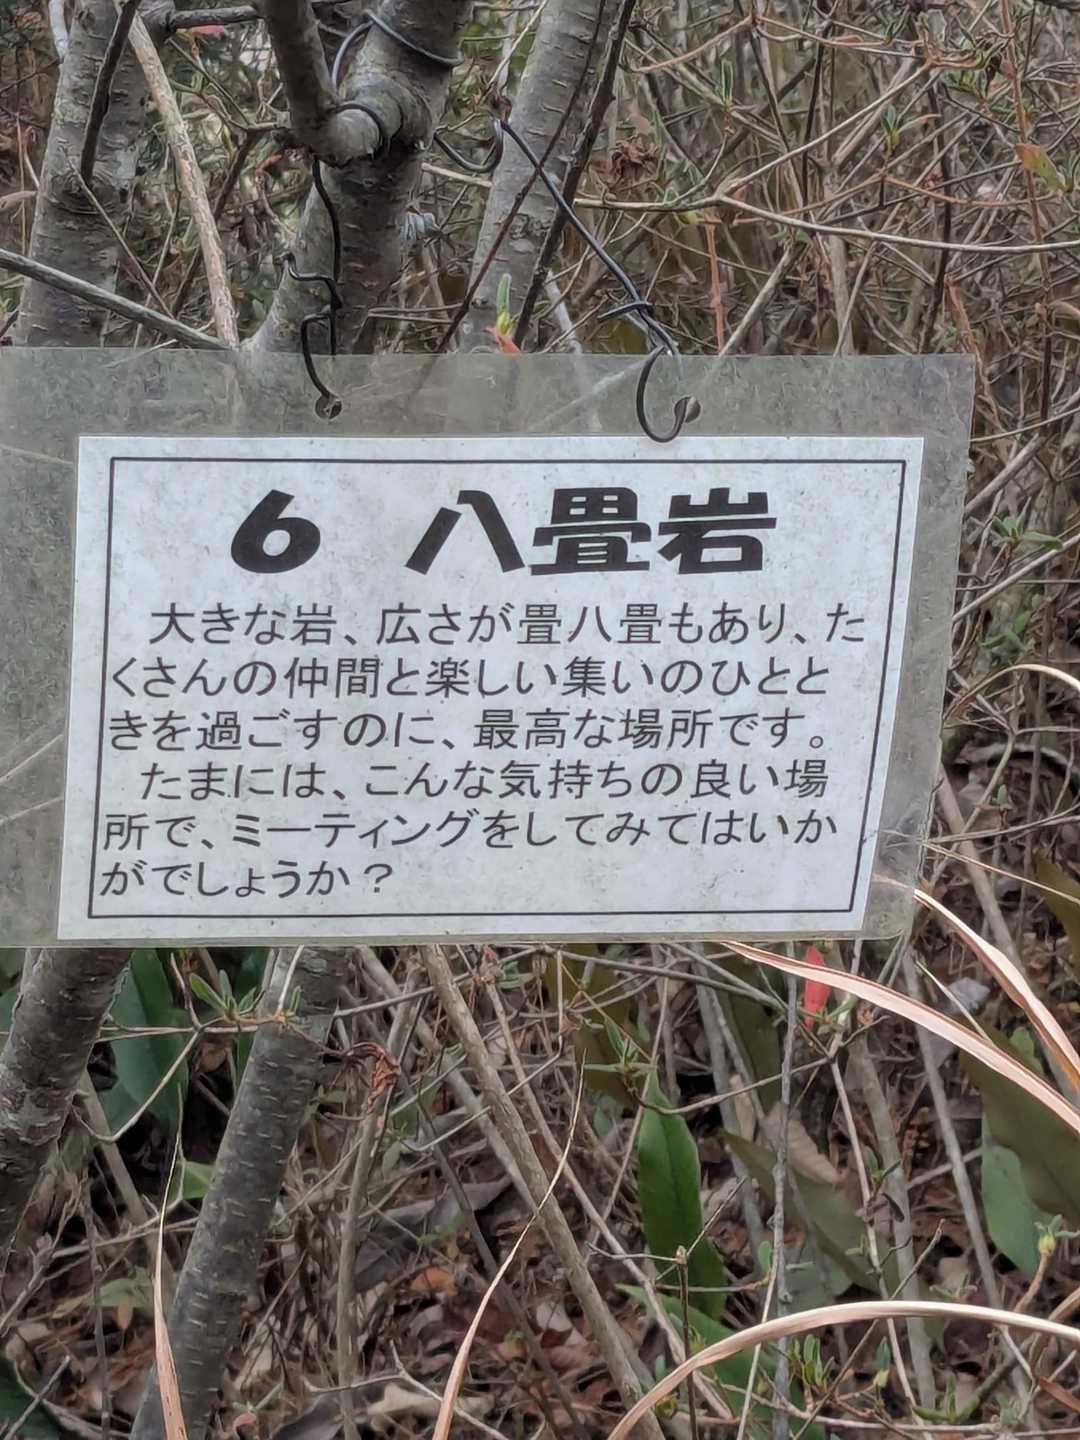 6 八畳岩
大きな岩、広さが畳八畳もあり、た
くさんの仲間と楽しい集いのひとと
きを過ごすのに、最高な場所です。
たまには、こんな気持ちの良い場
所で、ミーティングをしてみてはいか
がでしょうか？